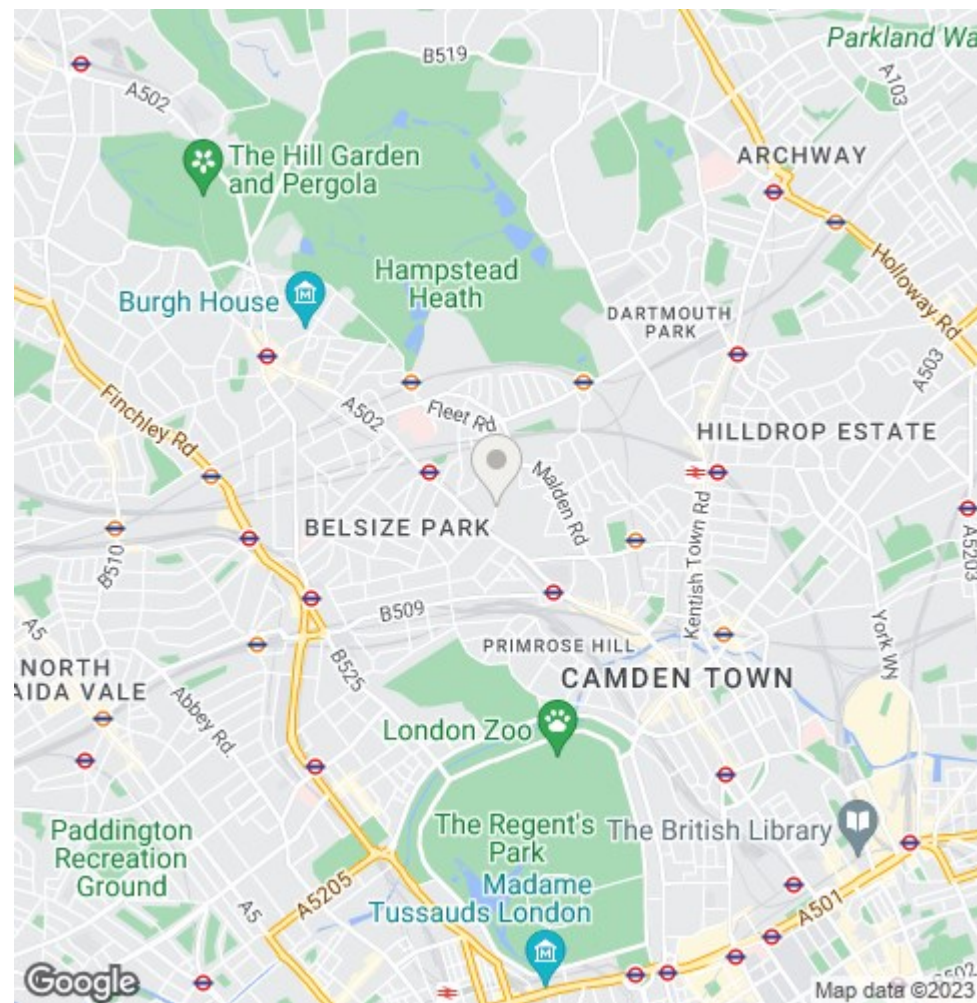 Parkland Wa
B519
A502
A103
The Hill Garden
and Pergola
ARCHWAY
Hampstead
Heath
Burgh House
Holloway Rd
DARTMOUTH
PARK
A503
A502
Fleet Rd
Finchley Rd
HILLDROP ESTATE
Malden Rd
BELSIZE PARK
Kentish Town Rd
A5203
B510
B509
A5
York WN
PRIMROSE HILL
NORTH
AIDA VALE
B525
CAMDEN TOWN
Abbey Rd.
London Zoo
Paddington
Recreation
Ground
The Regent's
Park
The British Library
Madame
Tussauds London
A5205
A5
A501
Google
A502
Map data ©2023